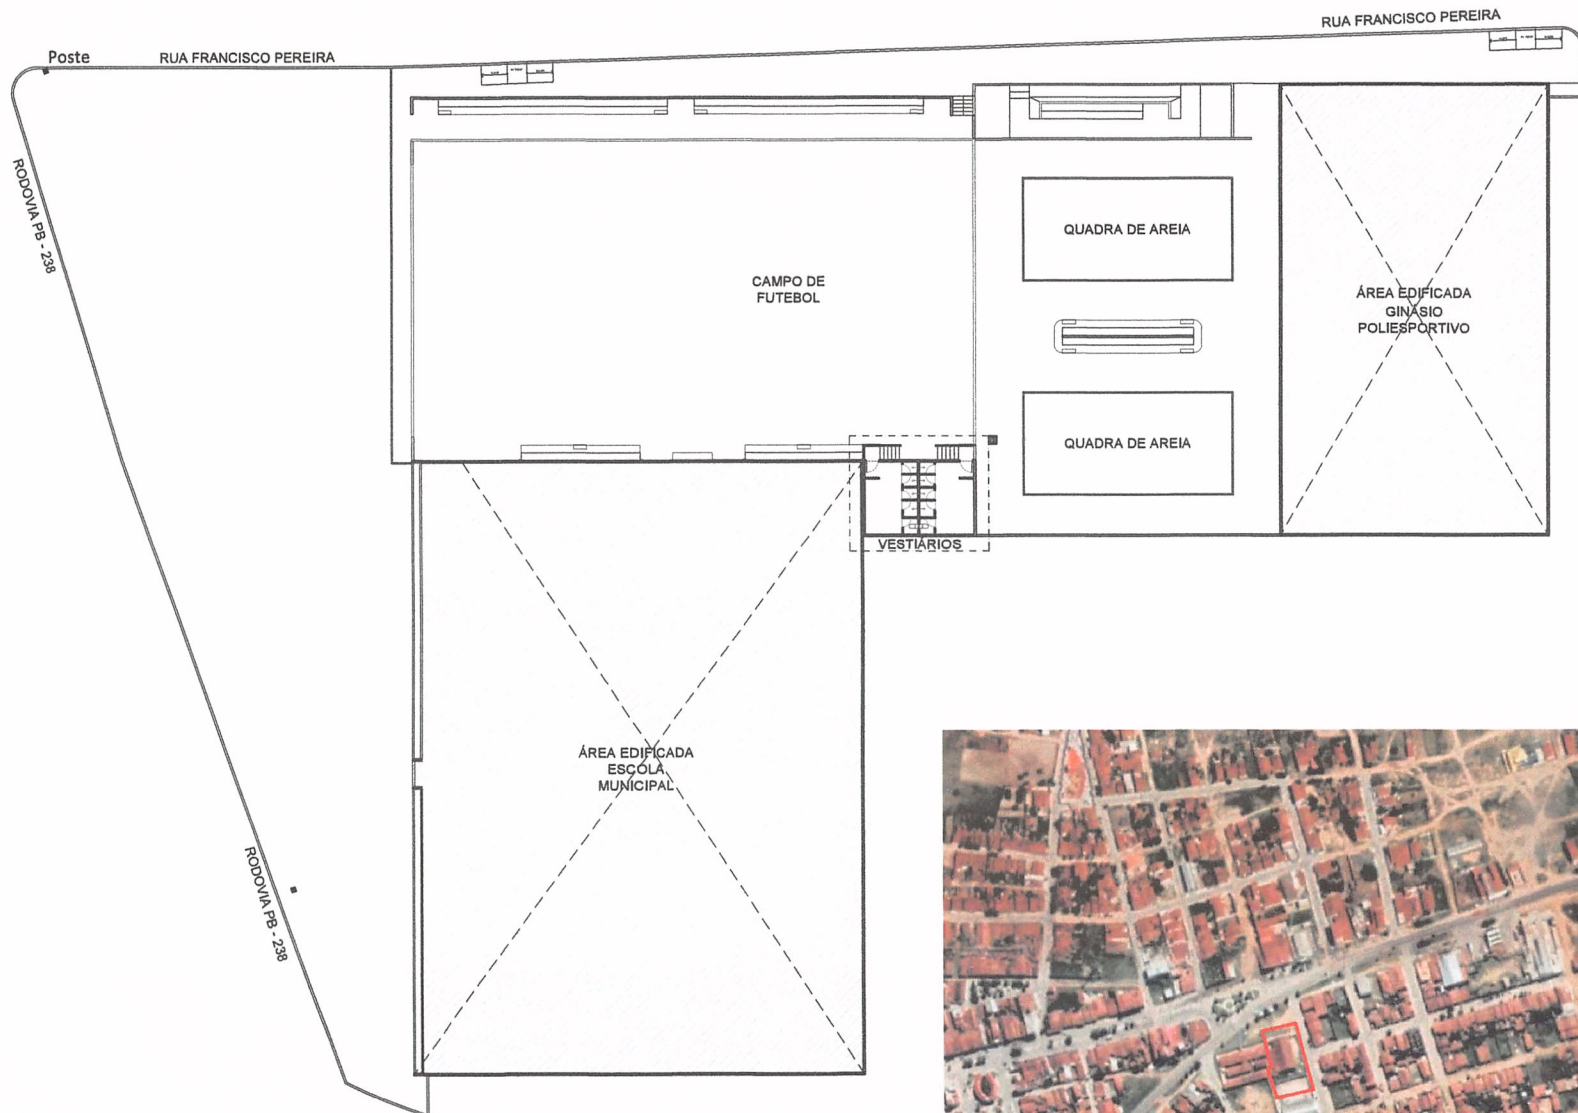 RUA FRANCISCO PEREIRA
Poste
RUA FRANCISCO PEREIRA
RODOVIA PB - 238
QUADRA DE AREIA
CAMPO DE
FUTEBOL
ÁREA EDIFICADA
GINÁSIO
POLIESPORTIVO
QUADRA DE AREIA
VESTIÁRIOS
ÁREA EDIFICADA
ESCOLA
MUNICIPAL
RODOVIA PB - 238